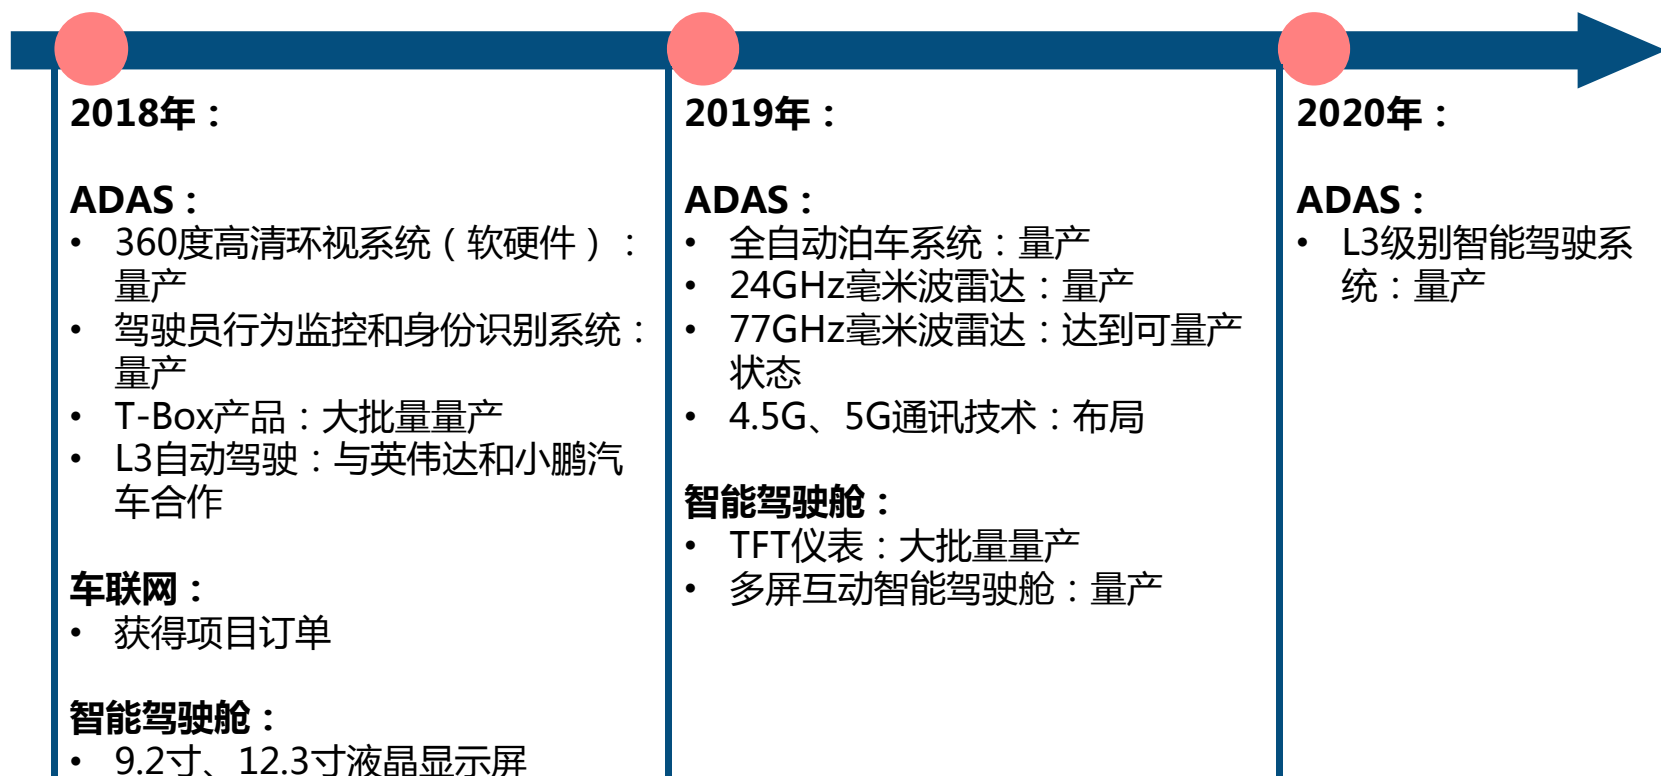 2018年：
ADAS：
• 360度高清环视系统（软硬件）：
量产
• 驾驶员行为监控和身份识别系统：
量产
• T-Box产品：大批量量产
• L3自动驾驶：与英伟达和小鹏汽
车合作
车联网：
• 获得项目订单
智能驾驶舱：
• 9.2寸、12.3寸液晶显示屏
2019年：
ADAS：
• 全自动泊车系统：量产
• 24GHz毫米波雷达：量产
• 77GHz毫米波雷达：达到可量产
状态
• 4.5G、5G通讯技术：布局
智能驾驶舱：
• TFT仪表：大批量量产
• 多屏互动智能驾驶舱：量产
2020年：
ADAS：
• L3级别智能驾驶系
统：量产